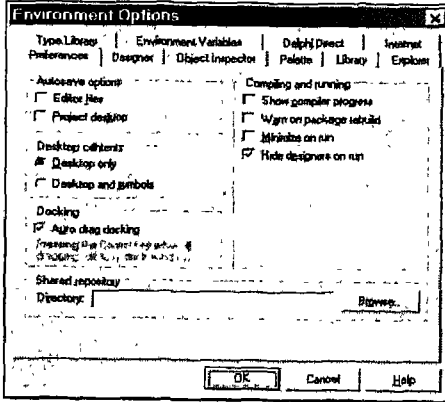 Environment Options
Type Library Environment Variables Delphi Direct Internet
Preferences Designer Object Inspector Palette Library Explorer
Autosave options
Editor files
Project desktop
Desktop contents
Desktop only
Desktop and symbols
Docking
Auto drag docking
Compiling and running
Show compiler progress
Warn on package rebuild
Minimize on run
Hide designers on run
Shared repository
Directory: Browse...
OK Cancel Help